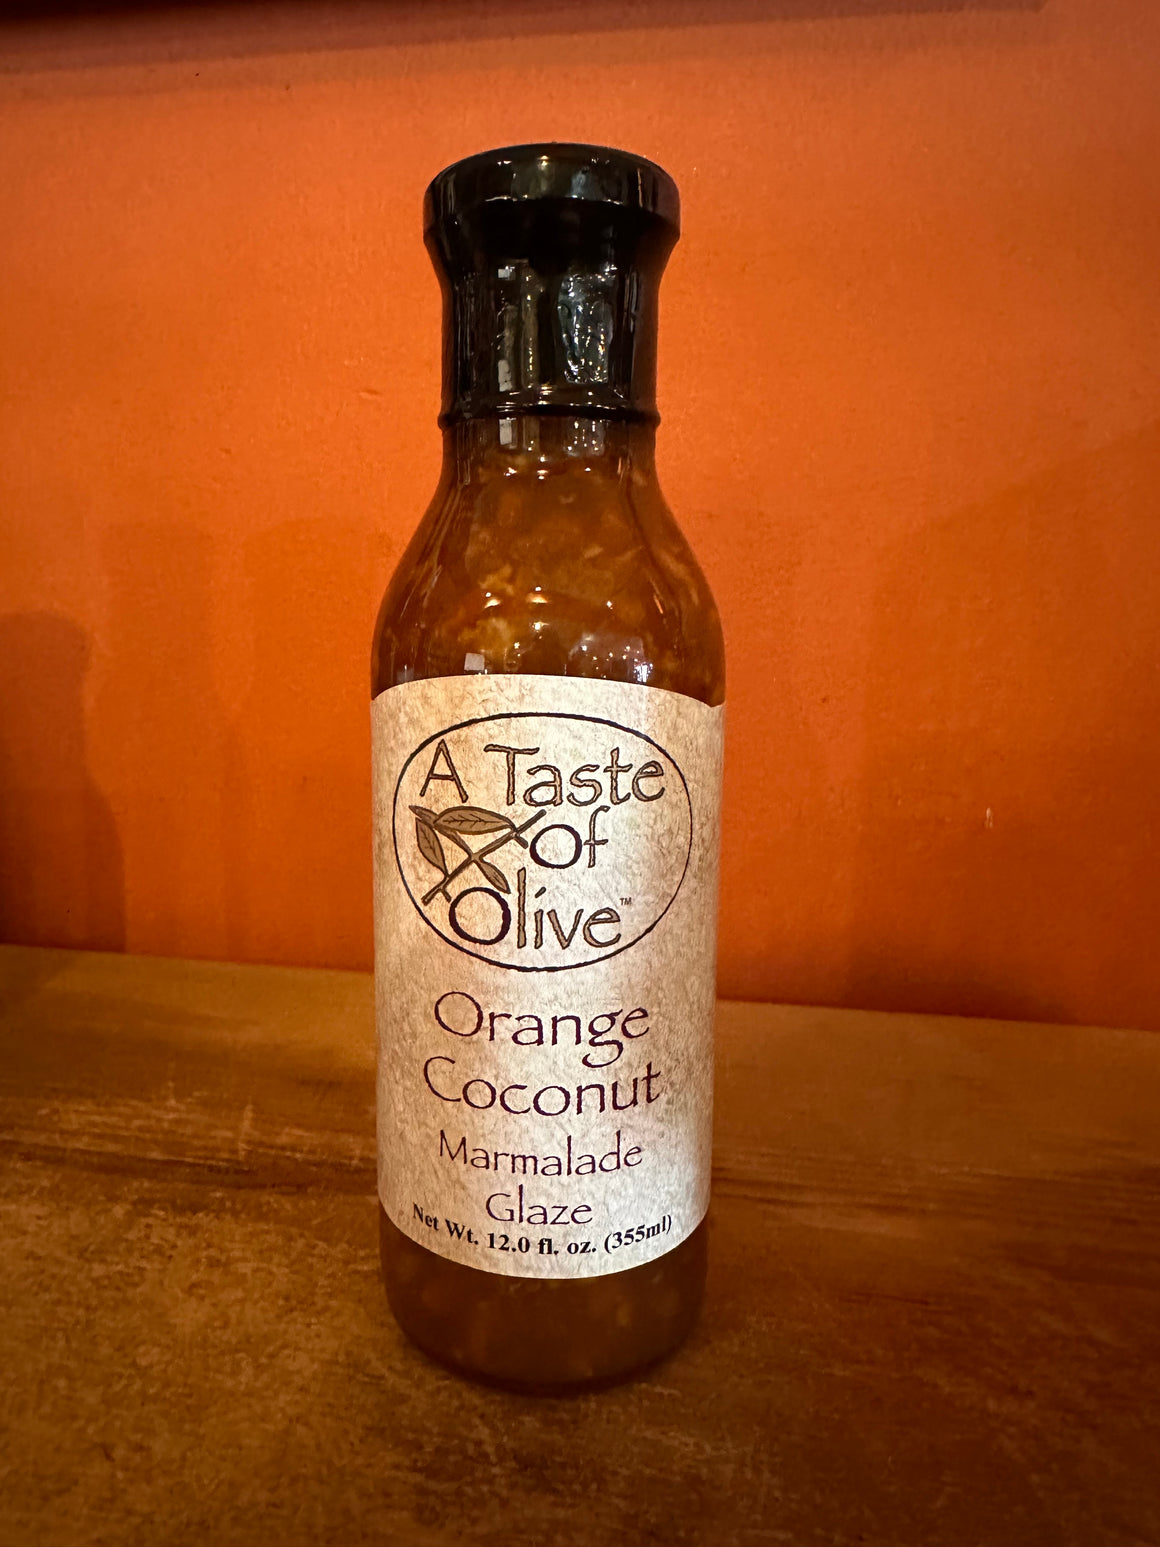 A Taste
of
Olive™
Orange
Coconut
Marmalade
Glaze
Net Wt. 12.0 fl. oz. (355ml)